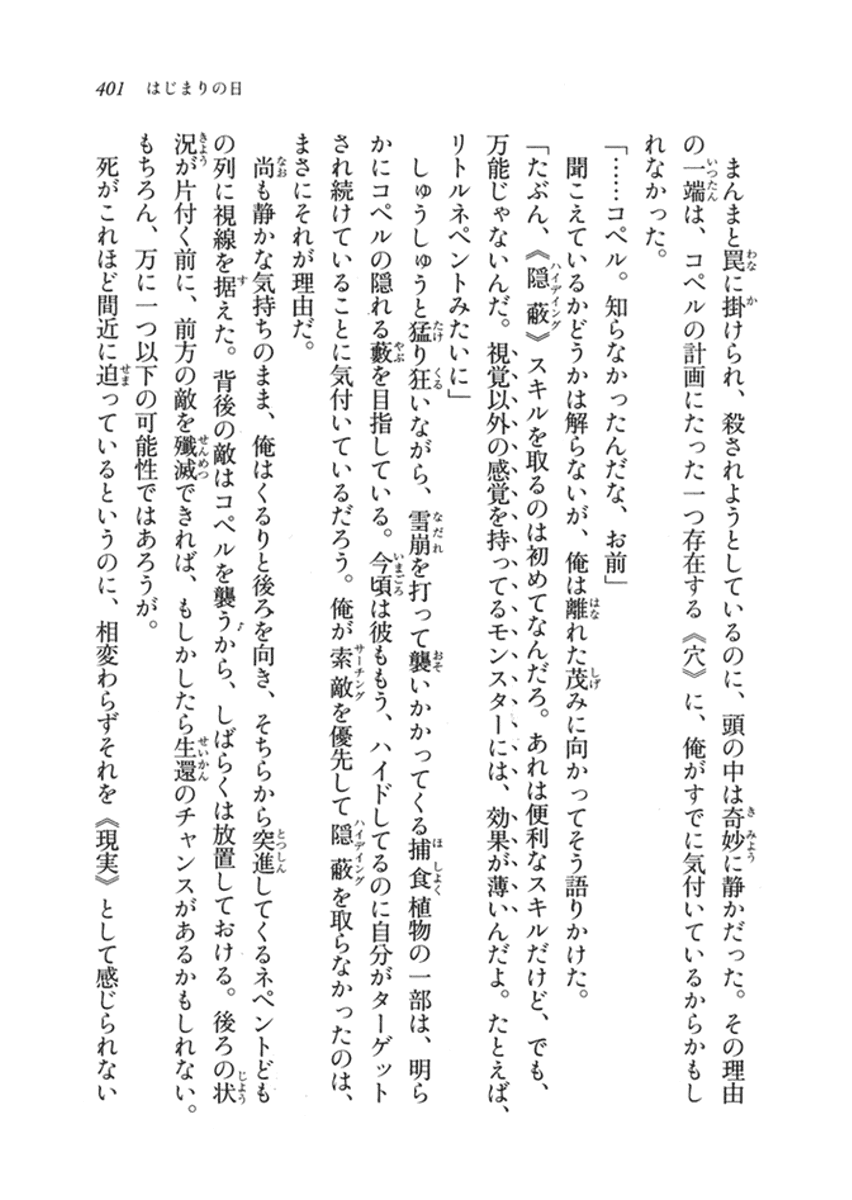 401 はじまりの日
まんまと罠に掛けられ、殺されようとしているのに、頭の中は奇妙に静かだった。その理由
の一端は、コペルの計画にたった一つ存在する《穴》に、俺がすでに気付いているからかもし
れなかった。
「……コペル。知らなかったんだな、お前」
聞こえているかどうかは解らないが、俺は離れた茂みに向かってそう語りかけた。
「たぶん、《隠蔽》スキルを取るのは初めてなんだろ。あれは便利なスキルだけど、でも、
万能じゃないんだ。視覚以外の感覚を持ってるモンスターには、効果が薄いんだよ。たとえば、
リトルネペントみたいに」
しゅうしゅうと猛り狂いながら、雪崩を打って襲いかかってくる捕食植物の一部は、明ら
かにコペルの隠れる藪を目指している。今頃は彼ももう、ハイドしてるのに自分がターゲット
され続けていることに気付いているだろう。俺が索敵を優先して隠蔽を取らなかったのは、
まさにそれが理由だ。
尚も静かな気持ちのまま、俺はくるりと後ろを向き、そちらから突進してくるネペントども
の列に視線を据えた。背後の敵はコペルを襲うから、しばらくは放置しておける。後ろの状
況が片付く前に、前方の敵を殲滅できれば、もしかしたら生還のチャンスがあるかもしれない。
もちろん、万に一つ以下の可能性ではあろうが。
死がこれほど間近に迫っているというのに、相変わらずそれを《現実》として感じられない